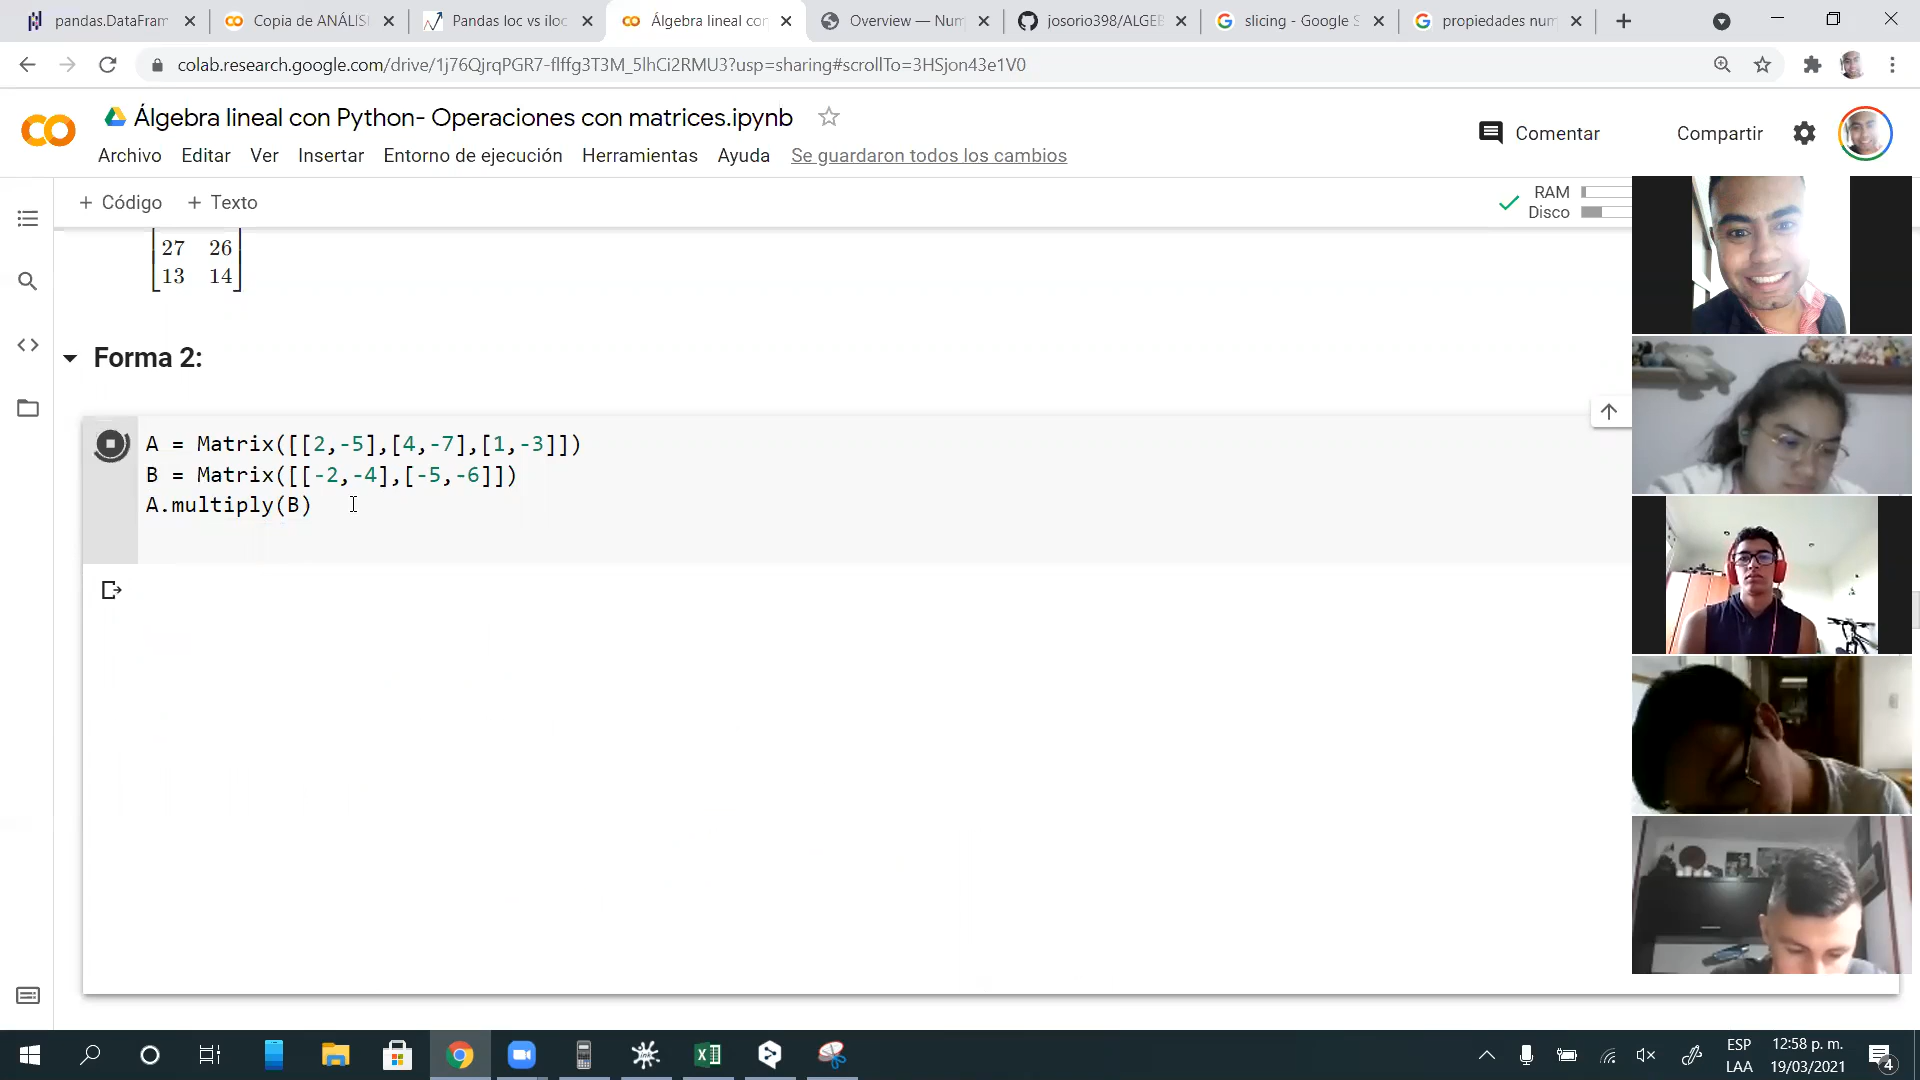 pandas.DataFram
Copia de ANÁLISI
Pandas loc vs iloc
Álgebra lineal con
Overview — Num
josorio398/ALGEB
slicing - Google S
propiedades num
colab.research.google.com/drive/1j76QjrqPGR7-flffg3T3M_5lhCi2RMU3?usp=sharing#scrollTo=3HSjon43e1V0
Álgebra lineal con Python- Operaciones con matrices.ipynb
Comentar
Compartir
Archivo Editar Ver Insertar Entorno de ejecución Herramientas Ayuda Se guardaron todos los cambios
+ Código + Texto
RAM
Disco
27 26
13 14
Forma 2:
A = Matrix([[2,-5],[4,-7],[1,-3]])
B = Matrix([[-2,-4],[-5,-6]])
A.multiply(B)
ESP
LAA
12:58 p. m.
19/03/2021
4